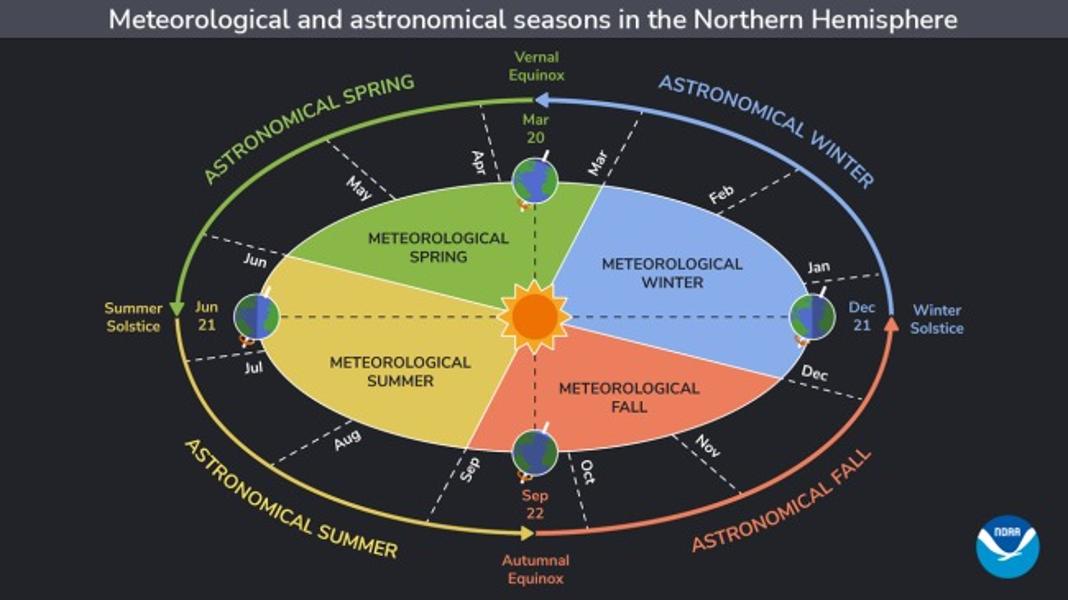 Meteorological and astronomical seasons in the Northern Hemisphere
Vernal
Equinox
ASTRONOMICAL SPRING
ASTRONOMICAL WINTER
Mar
20
Apr
Mar
May
Feb
METEOROLOGICAL
SPRING
METEOROLOGICAL
WINTER
Jun
Jan
Summer
Solstice
Jun
21
Dec
21
Winter
Solstice
Jul
METEOROLOGICAL
SUMMER
METEOROLOGICAL
FALL
Dec
Aug
Sep
Oct
Nov
ASTRONOMICAL SUMMER
ASTRONOMICAL FALL
Sep
22
Autumnal
Equinox
NOAA